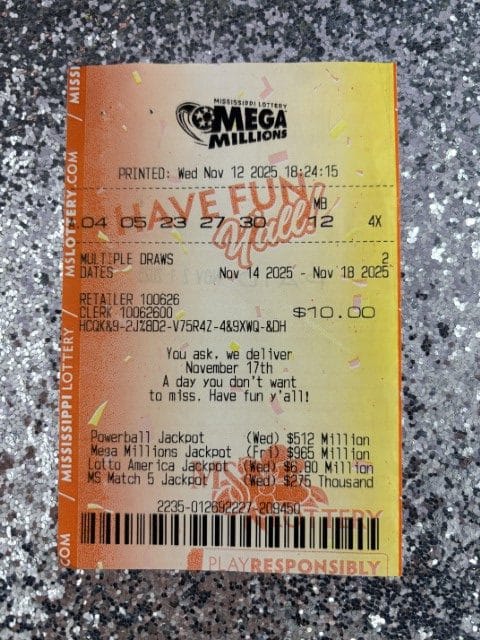 MISSISSIPPI LOTTERY
MEGA
MILLIONS
PRINTED: Wed Nov 12 2025 18:24:15
HAVE FUN
Y'all!
MB
04 05 23 27 30 12 4X
MULTIPLE DRAWS 2
DATES Nov 14 2025 - Nov 18 2025
RETAILER 100626
CLERK 10062600 $10.00
HCQK&9-2JZ8D2-V75R4Z-4&9XWQ-&DH
You ask, we deliver
November 17th
A day you don't want
to miss. Have fun y'all!
Powerball Jackpot (Wed) $512 Million
Mega Millions Jackpot (Fri) $965 Million
Lotto America Jackpot (Wed) $6.80 Million
MS Match 5 Jackpot (Wed) $275 Thousand
LOTTERY
2235-012692227-209450
PLAYRESPONSIBLY
COM / MISSISSIPPI LOTTERY / MSLOTTERY.COM / MISSI